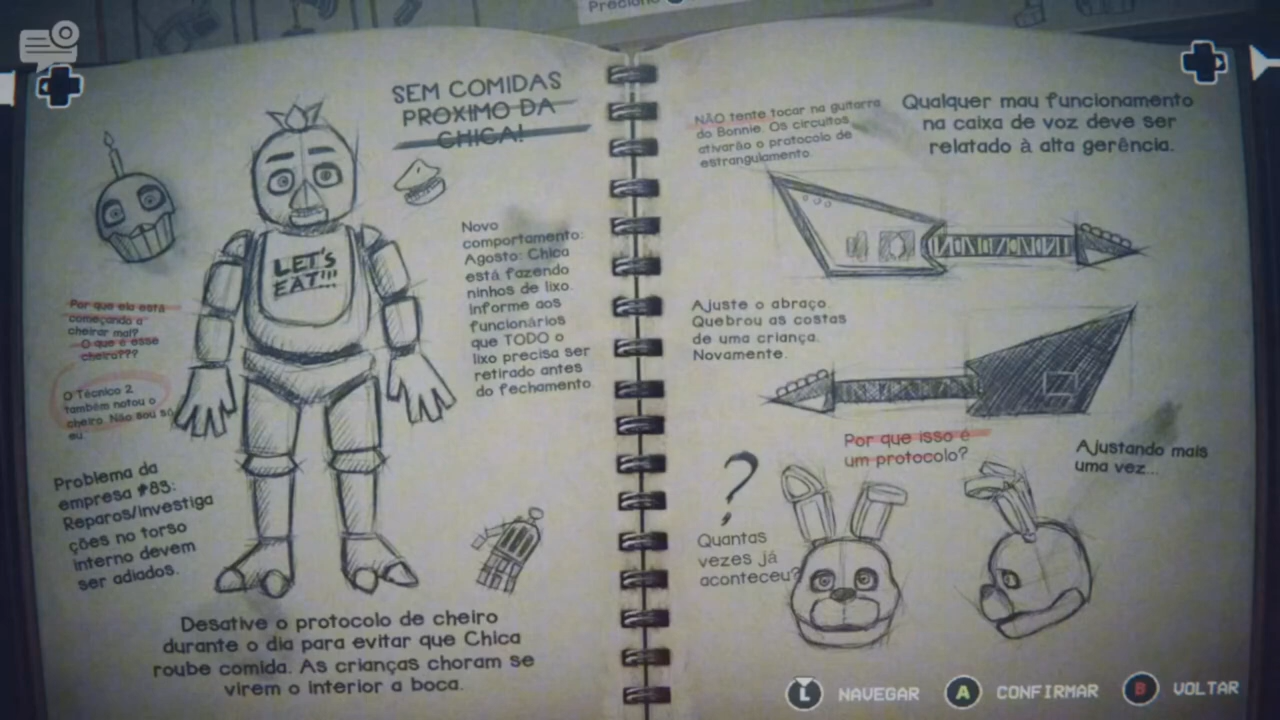 Precione
SEM COMIDAS
PROXIMO DA
CHICA!
LET'S
EAT!!!
Novo
comportamento:
Agosto: Chica
está fazendo
ninhos de lixo.
Informe aos
funcionários
que TODO o
lixo precisa ser
retirado antes
do fechamento.
Por que ela está
começando a
cheirar mal?
O que é esse
cheiro???
O Técnico 2
também notou o
cheiro. Não sou só
eu.
Problema da
empresa #83:
Reparos/investiga
ções no torso
interno devem
ser adiados.
Desative o protocolo de cheiro
durante o dia para evitar que Chica
roube comida. As crianças choram se
virem o interior a boca.
NÃO tente tocar na guitarra
do Bonnie. Os circuitos
ativarão o protocolo de
estrangulamento.
Qualquer mau funcionamento
na caixa de voz deve ser
relatado à alta gerência.
Ajuste o abraço.
Quebrou as costas
de uma criança.
Novamente.
Por que isso é
um protocolo?
Ajustando mais
uma vez...
?
Quantas
vezes já
aconteceu?
L NAVEGAR A CONFIRMAR B VOLTAR